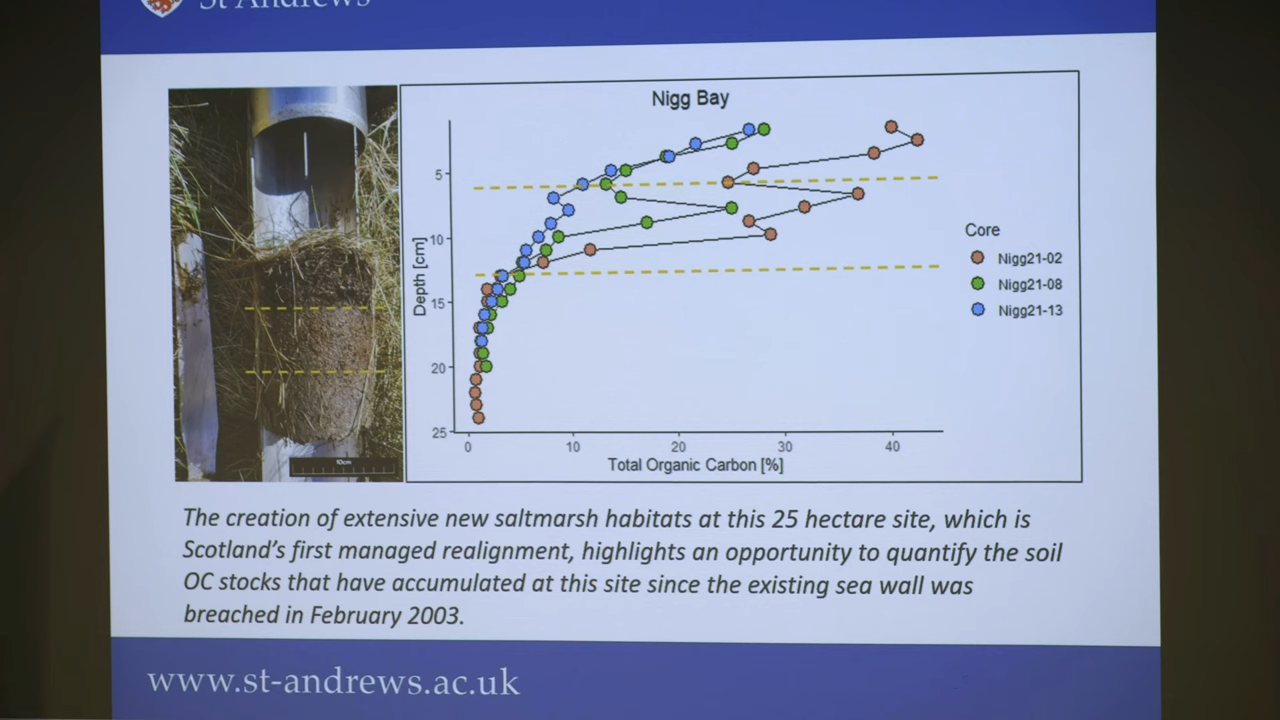 St Andrews
Nigg Bay
5
10
15
20
25
Depth [cm]
0 10 20 30 40
Total Organic Carbon [%]
Core
Nigg21-02
Nigg21-08
Nigg21-13
10cm
The creation of extensive new saltmarsh habitats at this 25 hectare site, which is
Scotland's first managed realignment, highlights an opportunity to quantify the soil
OC stocks that have accumulated at this site since the existing sea wall was
breached in February 2003.
www.st-andrews.ac.uk